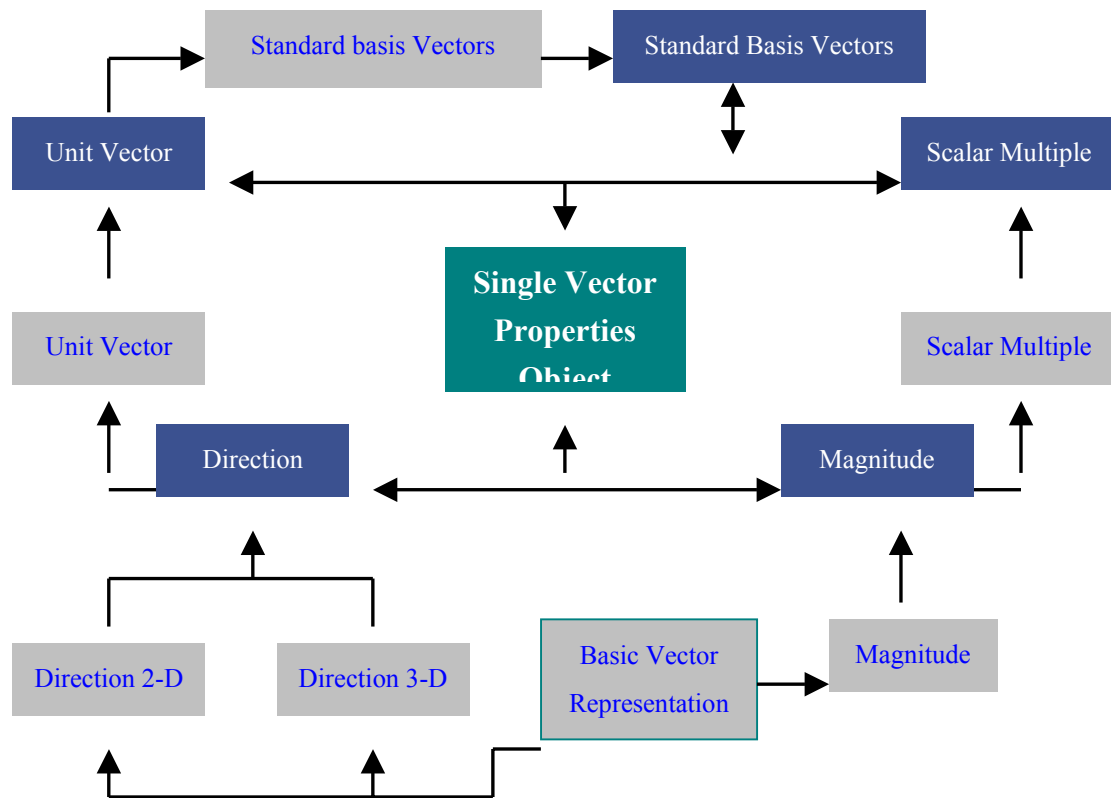 Standard basis Vectors
Standard Basis Vectors
Unit Vector
Scalar Multiple
Single Vector
Properties
Object
Unit Vector
Scalar Multiple
Direction
Magnitude
Direction 2-D
Direction 3-D
Basic Vector
Representation
Magnitude